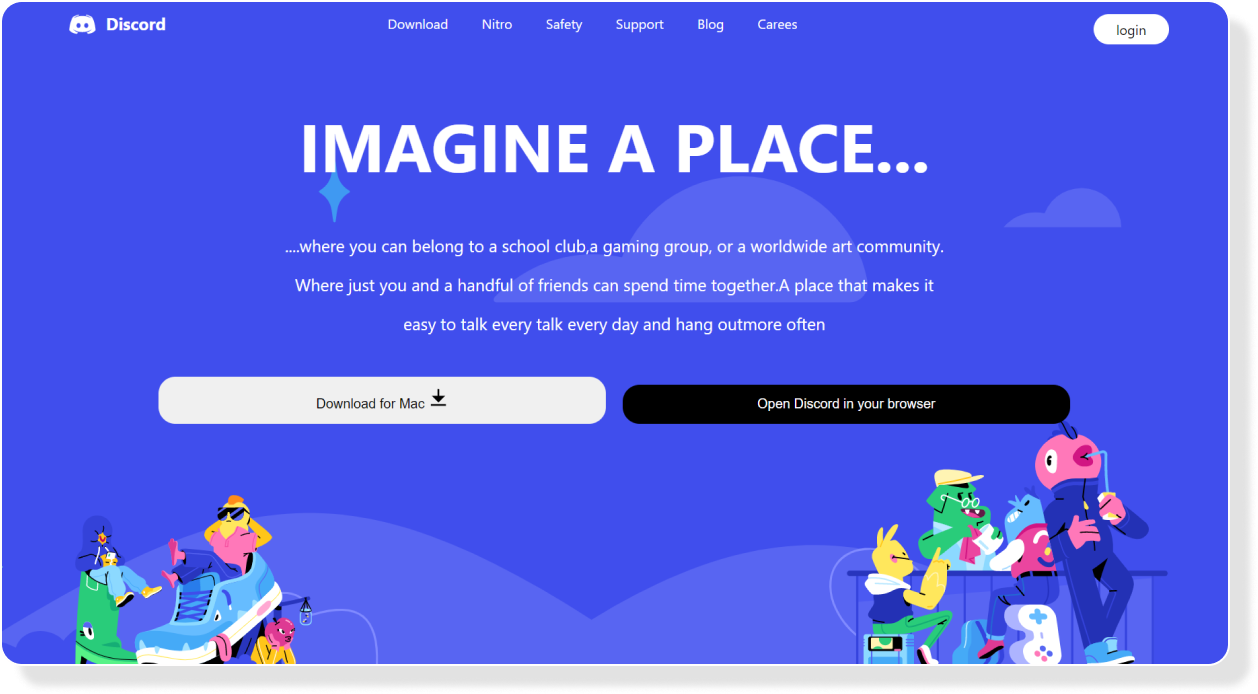 Discord
Download Nitro Safety Support Blog Carees
login
IMAGINE A PLACE...
....where you can belong to a school club,a gaming group, or a worldwide art community.
Where just you and a handful of friends can spend time together.A place that makes it
easy to talk every talk every day and hang outmore often
Download for Mac
Open Discord in your browser